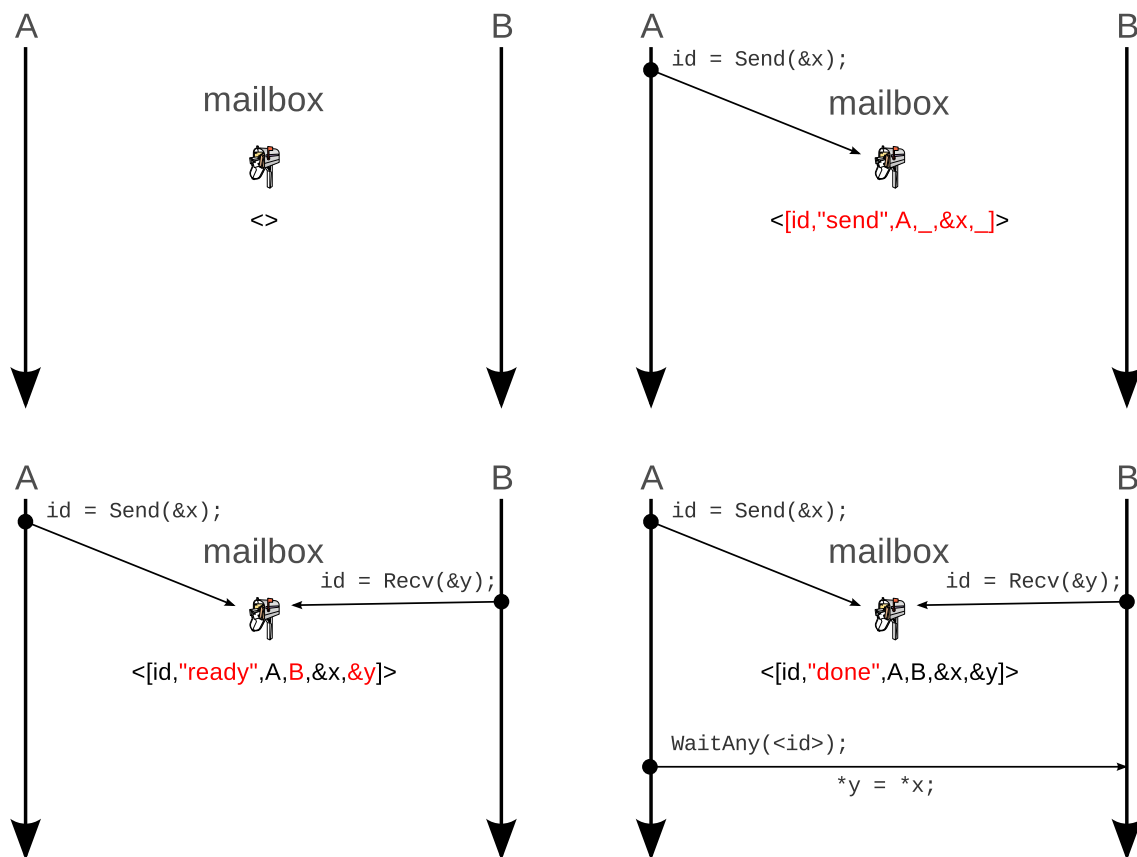 A
B
mailbox
<>
A
B
id = Send(&x);
mailbox
<[id,"send",A,_,&x,_]>
A
B
id = Send(&x);
mailbox
id = Recv(&y);
<[id,"ready",A,B,&x,&y]>
A
B
id = Send(&x);
mailbox
id = Recv(&y);
<[id,"done",A,B,&x,&y]>
WaitAny(<id>);
*y = *x;